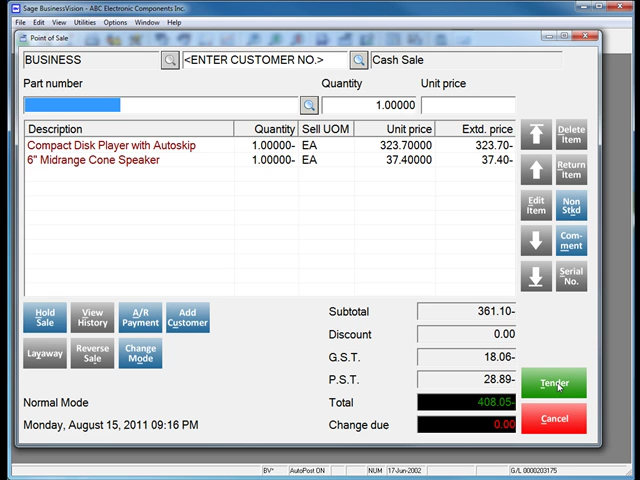 Sage BusinessVision - ABC Electronic Components Inc.
File Edit View Utilities Options Window Help
Point of Sale
BUSINESS <ENTER CUSTOMER NO.> Cash Sale
Part number Quantity Unit price
1.00000
Description Quantity Sell UOM Unit price Extd. price
Compact Disk Player with Autoskip 1.00000- EA 323.70000 323.70-
6" Midrange Cone Speaker 1.00000- EA 37.40000 37.40-
Delete Item
Return Item
Edit Item
Non Stkd
Com-ment
Serial No.
Hold Sale
View History
A/R Payment
Add Customer
Layaway
Reverse Sale
Change Mode
Subtotal 361.10-
Discount 0.00
G.S.T. 18.06-
P.S.T. 28.89-
Total 408.05-
Change due 0.00
Tender
Cancel
Normal Mode
Monday, August 15, 2011 09:16 PM
BV* AutoPost ON NUM 17-Jun-2002 G/L 0000203175